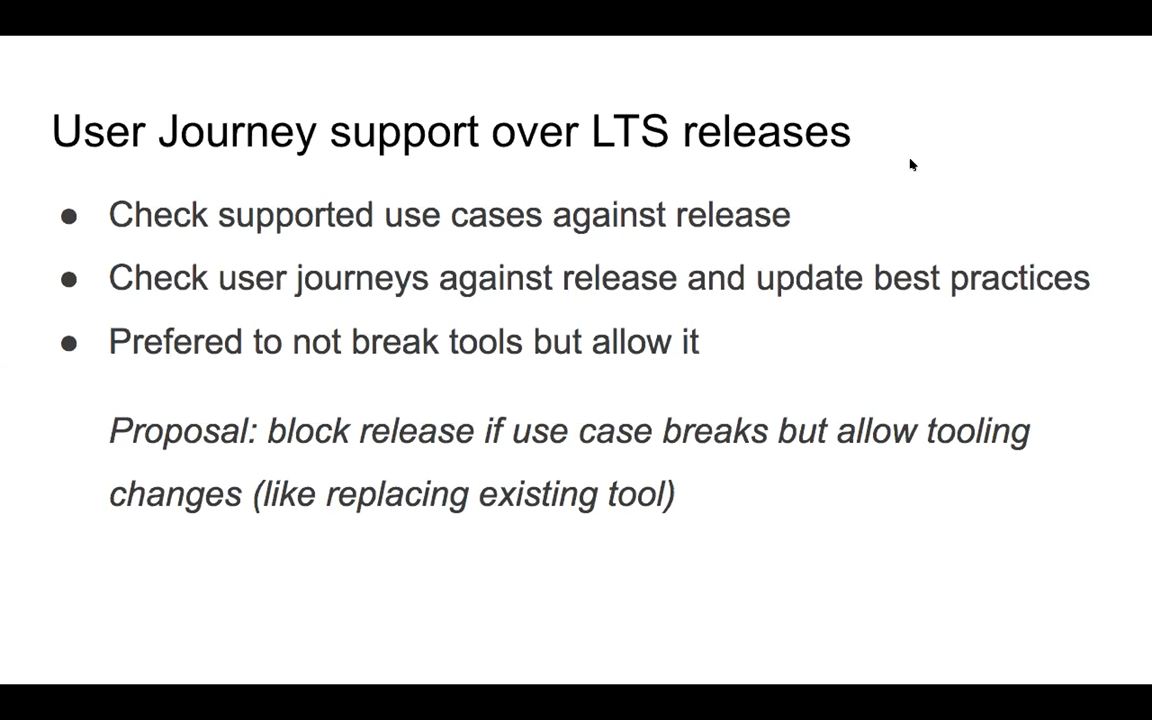 User Journey support over LTS releases
● Check supported use cases against release
● Check user journeys against release and update best practices
● Prefered to not break tools but allow it
Proposal: block release if use case breaks but allow tooling
changes (like replacing existing tool)